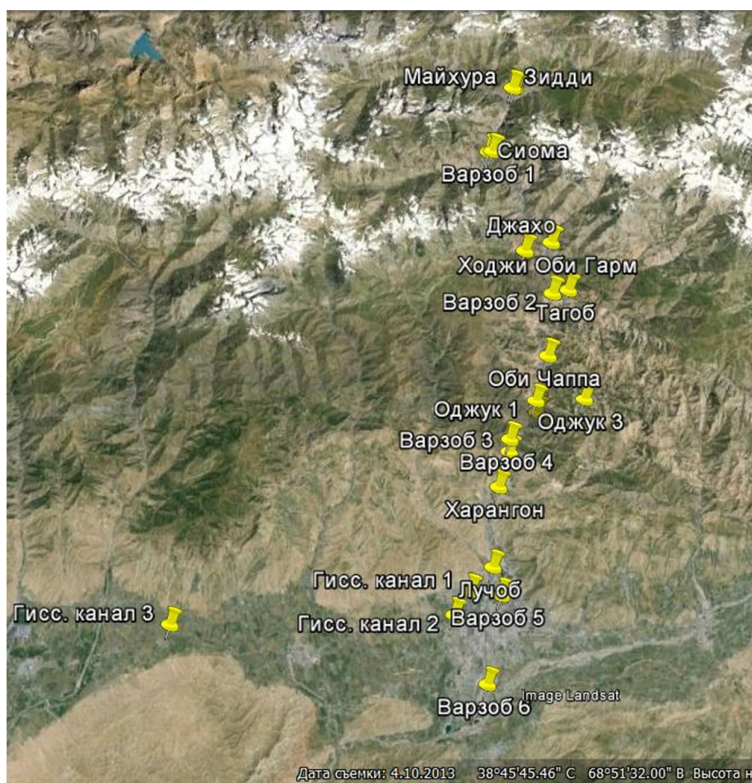 Майхура Зидди
Сиома
Варзоб 1
Джахо
Ходжи Оби Гарм
Варзоб 2
Тагоб
Оби Чаппа
Оджук 1
Оджук 3
Варзоб 3
Варзоб 4
Харангон
Гисс. канал 1
Лучоб
Гисс. канал 3
Гисс. канал 2
Варзоб 5
Варзоб 6
Image Landsat
Дата съемки: 4.10.2013 38°45'45.46" С 68°51'32.00" В Высота н